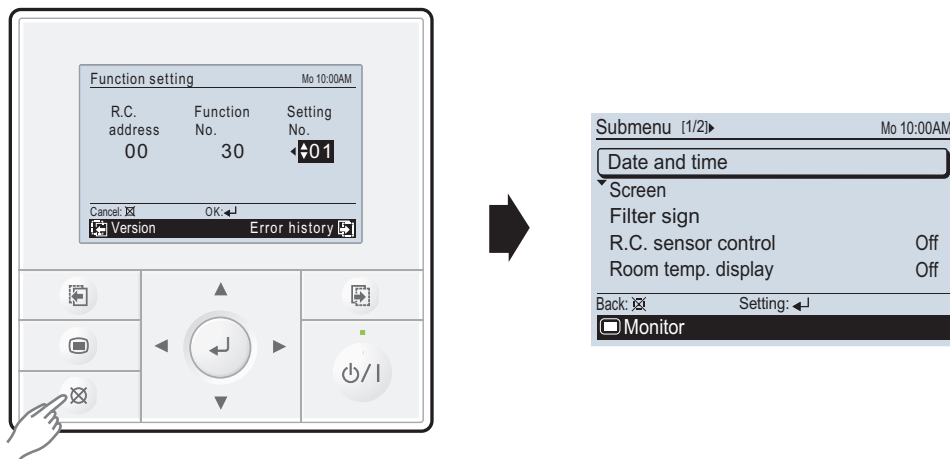 Function setting Mo 10:00AM
R.C. Function Setting
address No. No.
00 30 01
Cancel: OK:
Version Error history
Submenu [1/2] Mo 10:00AM
Date and time
Screen
Filter sign
R.C. sensor control Off
Room temp. display Off
Back: Setting:
Monitor